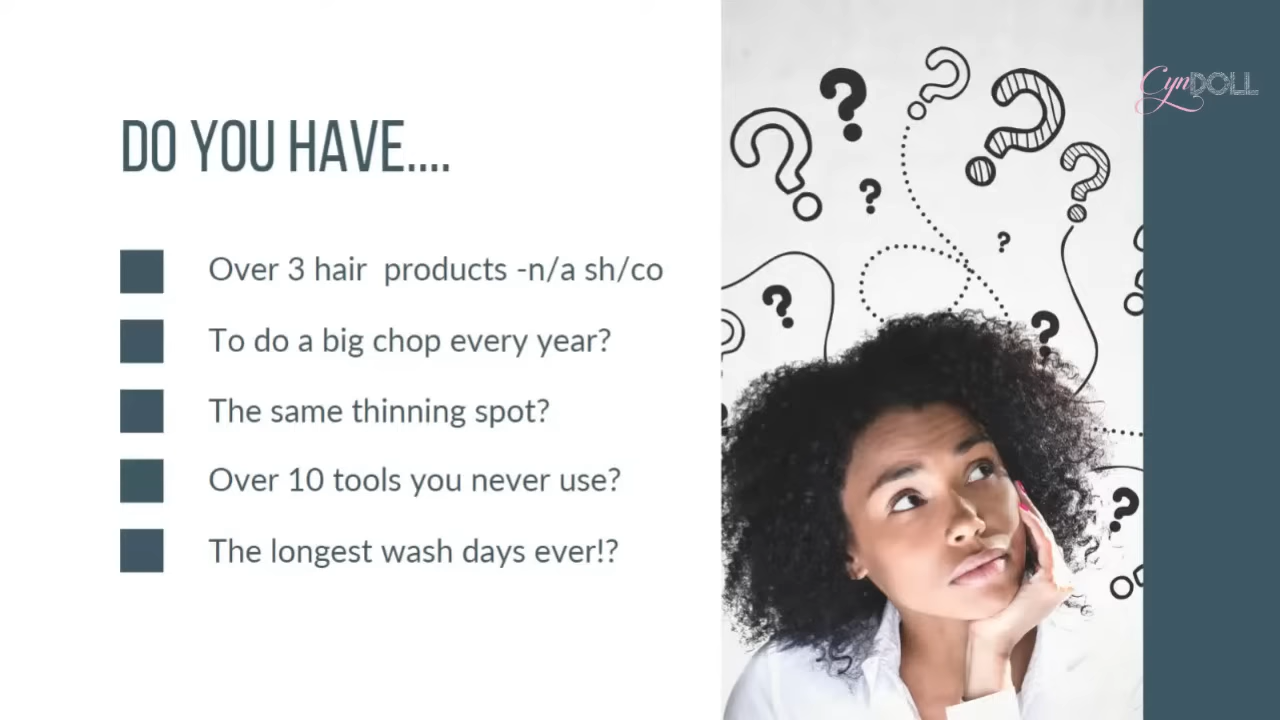 DO YOU HAVE....
Over 3 hair  products -n/a sh/co
To do a big chop every year?
The same thinning spot?
Over 10 tools you never use?
The longest wash days ever!?
CynDOLL